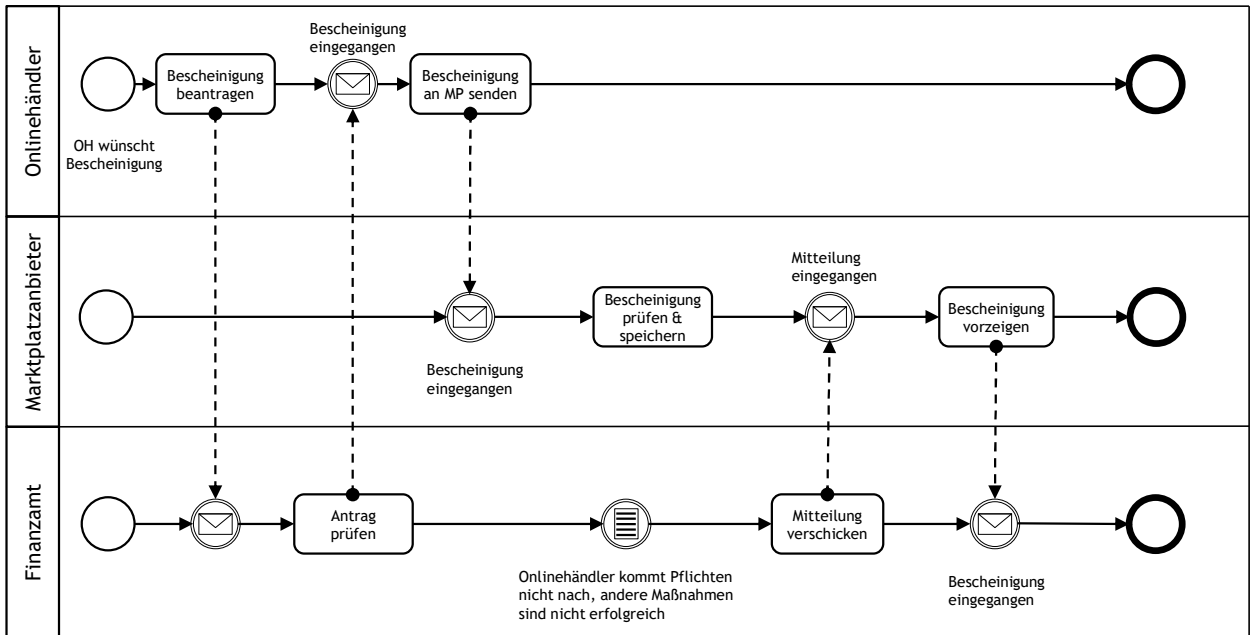 Onlinehändler
OH wünscht
Bescheinigung
Bescheinigung
beantragen
Bescheinigung
eingegangen
Bescheinigung
an MP senden
Marktplatzanbieter
Bescheinigung
eingegangen
Bescheinigung
prüfen &
speichern
Mitteilung
eingegangen
Bescheinigung
vorzeigen
Finanzamt
Antrag
prüfen
Onlinehändler kommt Pflichten
nicht nach, andere Maßnahmen
sind nicht erfolgreich
Mitteilung
verschicken
Bescheinigung
eingegangen